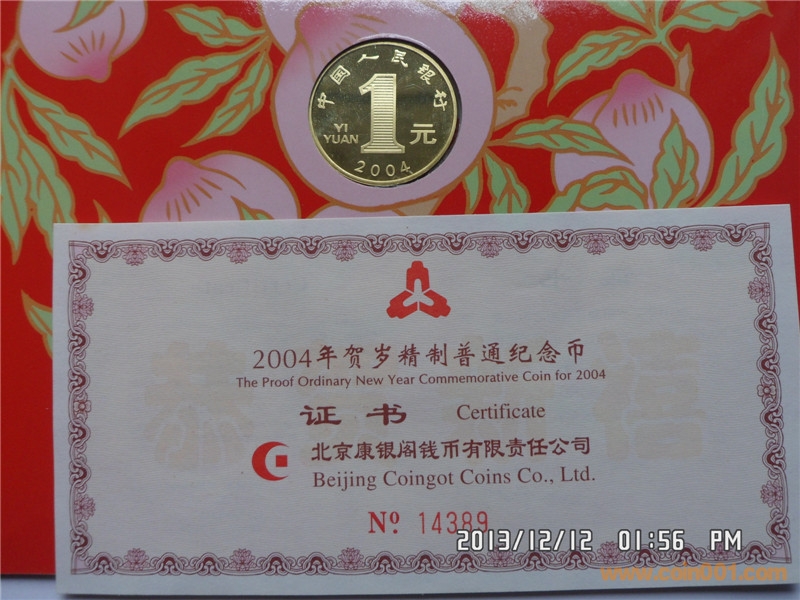 中国人民银行
1
YI
YUAN
元
2004
2004年贺岁精制普通纪念币
The Proof Ordinary New Year Commemorative Coin for 2004
证书 Certificate
北京康银阁钱币有限责任公司
Beijing Coingot Coins Co., Ltd.
Nº 14389
2013/12/12 01:56 PM
www.coin001.com